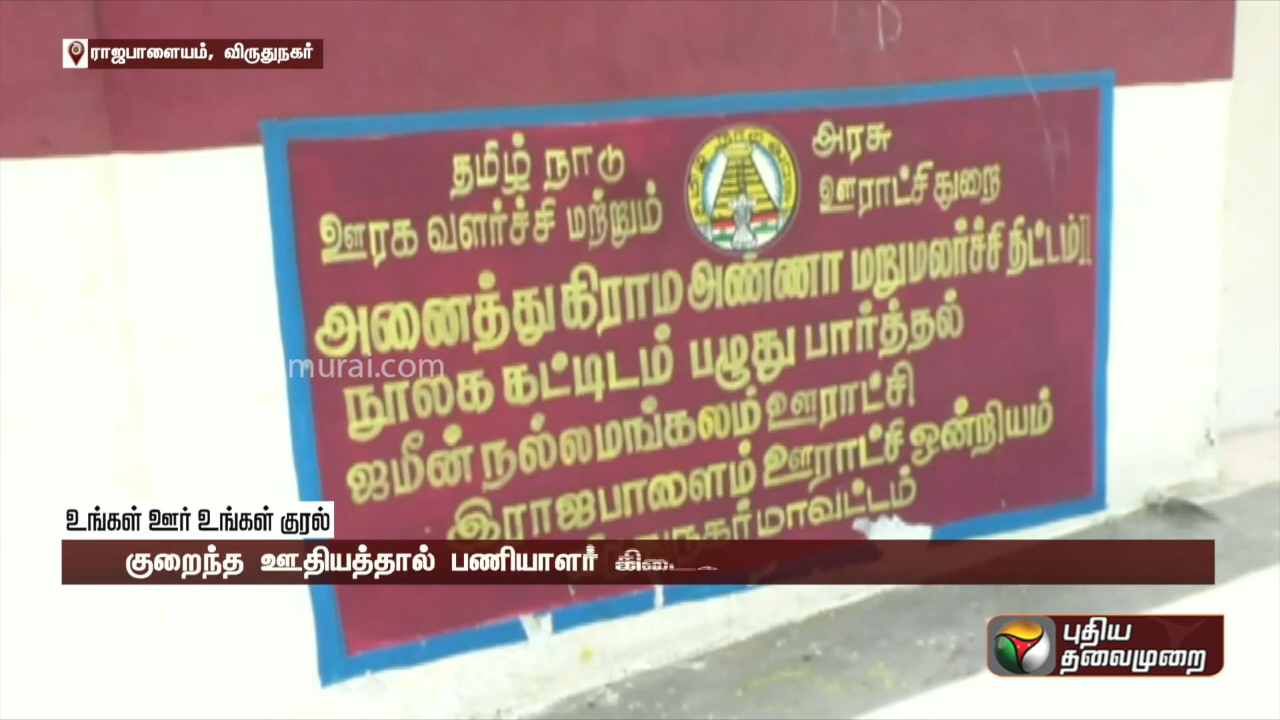 ராஜபாளையம், விருதுநகர்
தமிழ் நாடு அரசு
ஊரக வளர்ச்சி மற்றும் ஊராட்சிதுறை
அனைத்து கிராம அண்ணா மறுமலர்ச்சி திட்டம்||
நூலக கட்டிடம் பழுது பார்த்தல்
murai.com
ஜமீன் நல்லமங்கலம் ஊராட்சி
இராஜபாளைம் ஊராட்சி ஒன்றியம்
நகர் மாவட்டம்
உங்கள் ஊர் உங்கள் குரல்
குறைந்த ஊதியத்தால் பணியாளர்
புதிய
தலைமுறை